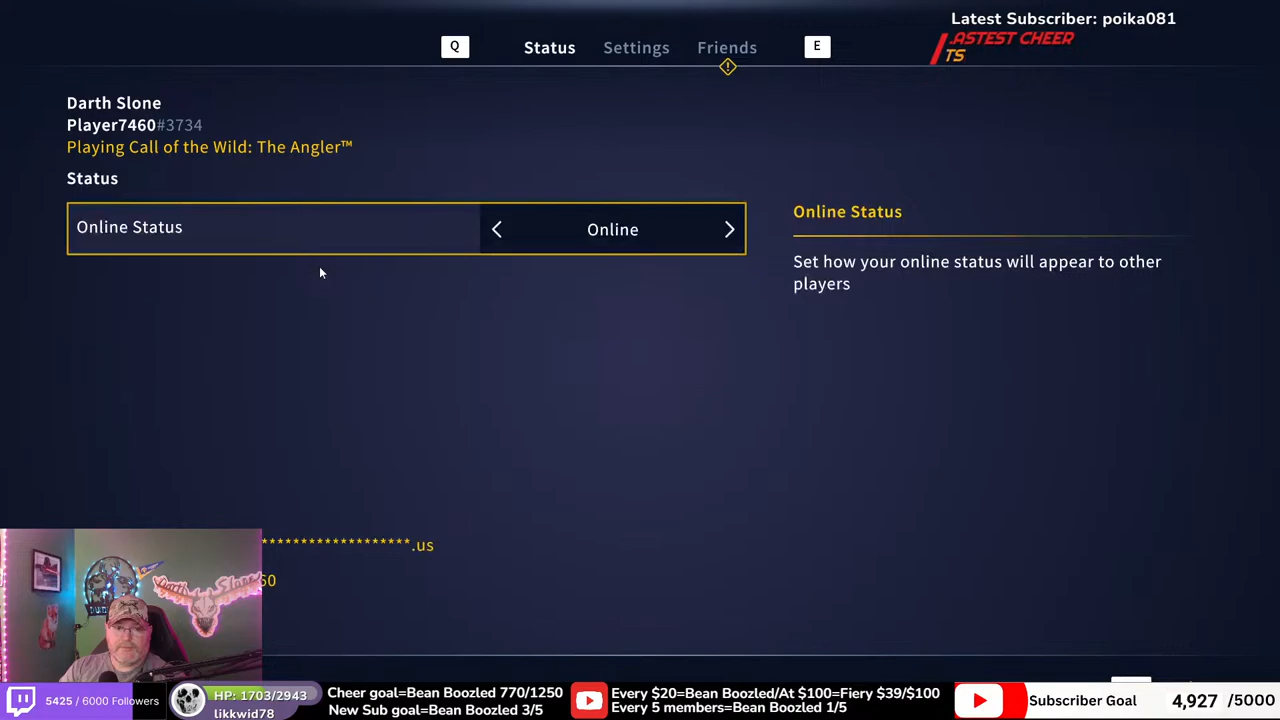 Latest Subscriber: poika081
ASTEST CHEER
TS
Q
Status
Settings
Friends
E
Darth Slone
Player7460#3734
Playing Call of the Wild: The Angler™
Status
Online Status
Online
Online Status
Set how your online status will appear to other
players
*******************.us
60
Darth Slone
5425 / 6000 Followers
HP: 1703/2943
likkwid78
Cheer goal=Bean Boozled 770/1250
New Sub goal=Bean Boozled 3/5
Every $20=Bean Boozled/At $100=Fiery $39/$100
Every 5 members=Bean Boozled 1/5
Subscriber Goal
4,927 /5000